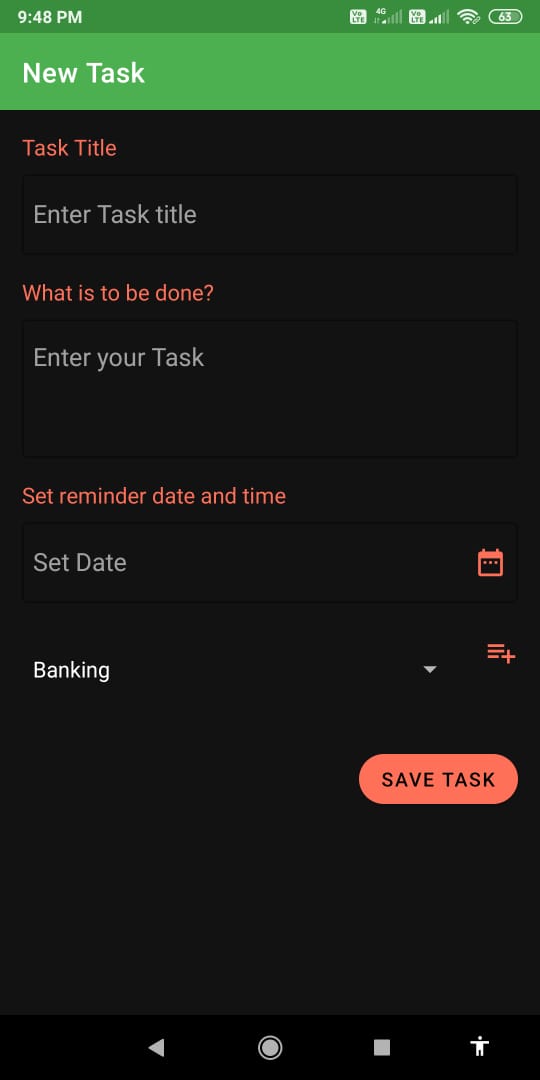 9:48 PM Vo LTE 4G Vo LTE 63
New Task
Task Title
Enter Task title
What is to be done?
Enter your Task
Set reminder date and time
Set Date
Banking
SAVE TASK